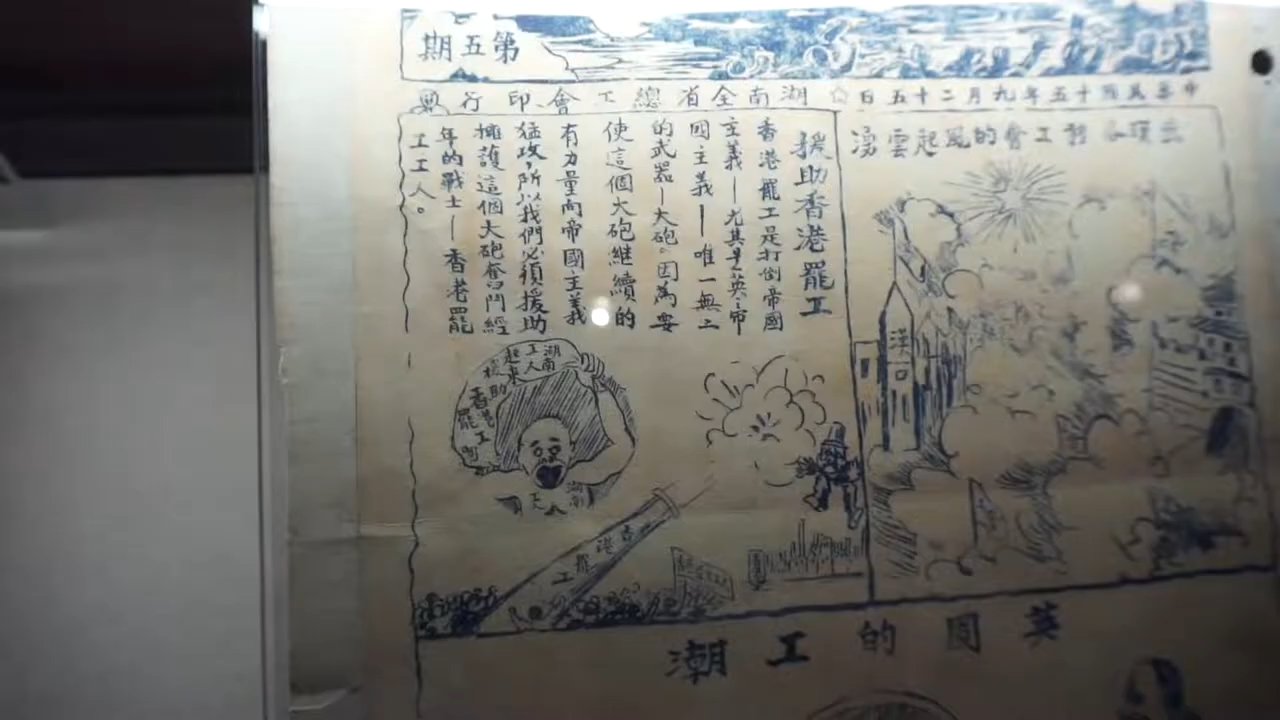 第五期
中華民國十五年九月二十五日
湖南全省總工會印行
湧雲起風的會工
援助香港罷工
香港罷工是打倒帝國
主義—尤其是英帝
國主義—唯一無二
的武器—大砲。因為要
使這個大砲繼續的
有力量向帝國主義
猛攻,所以我們必須援助
擁護這個大砲奮鬥經
年的戰士—香港罷
工工人。
漢口
湖南
工人
起來
援助
香港
罷工
湖南
工人
香港罷工
英國的工潮